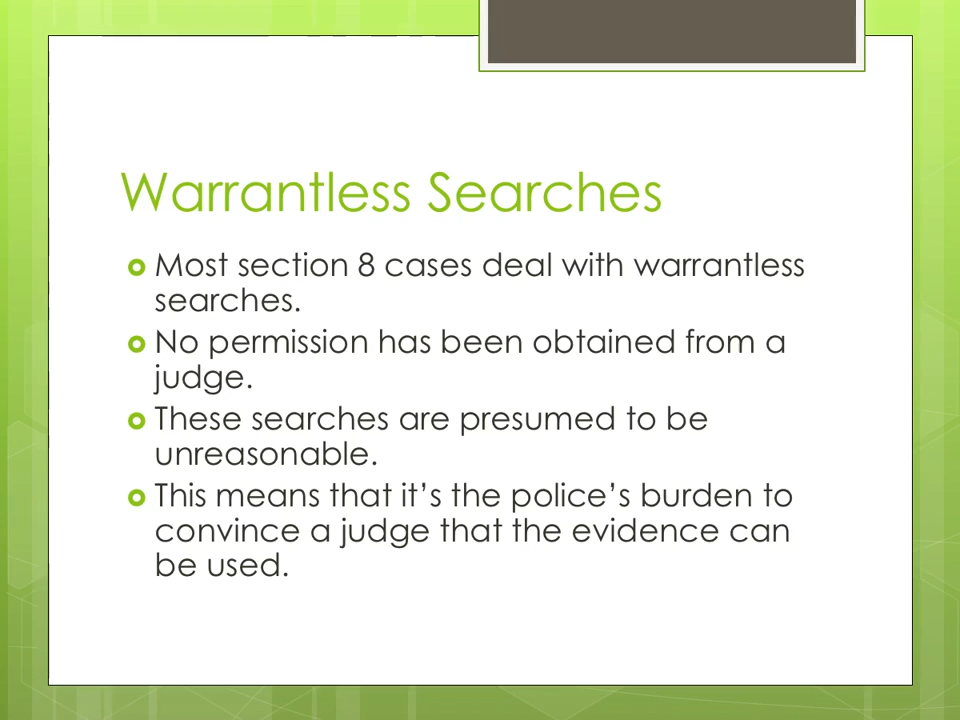 Warrantless Searches
Most section 8 cases deal with warrantless
searches.
No permission has been obtained from a
judge.
These searches are presumed to be
unreasonable.
This means that it’s the police’s burden to
convince a judge that the evidence can
be used.